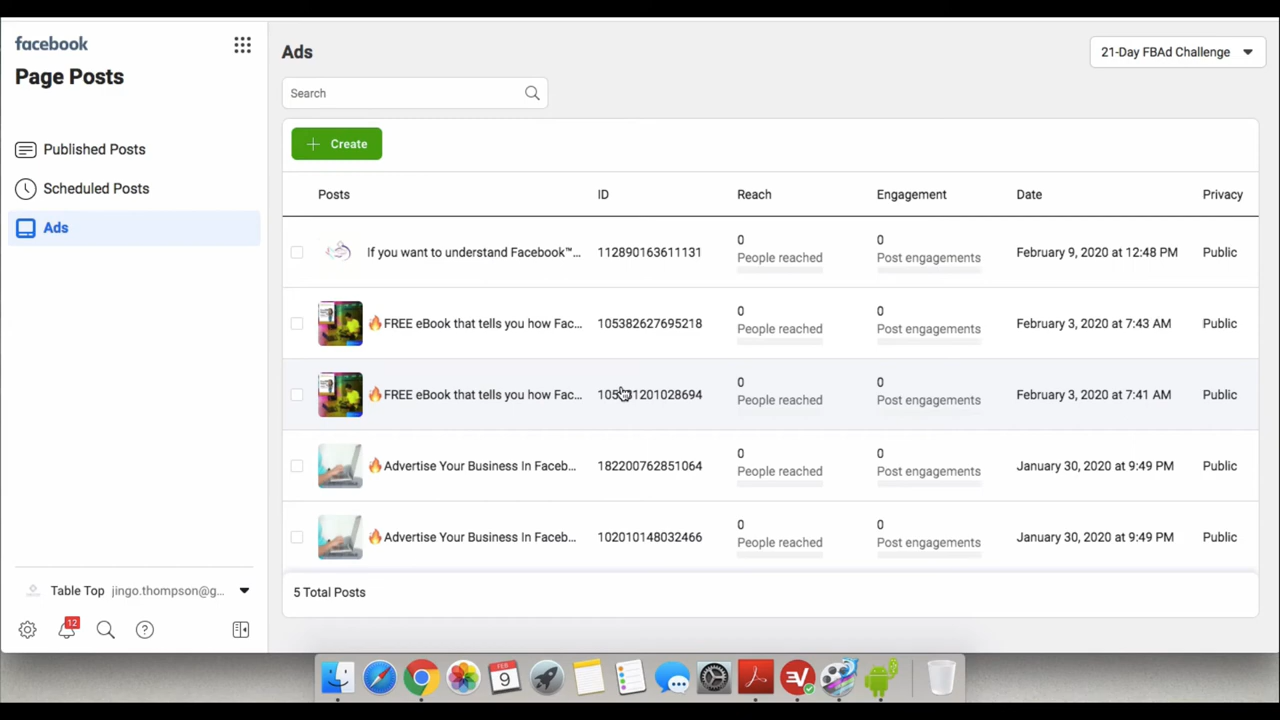 facebook
Page Posts
Published Posts
Scheduled Posts
Ads
Table Top jingo.thompson@g...
12
Ads
21-Day FBAd Challenge
Search
Create
Posts ID Reach Engagement Date Privacy
If you want to understand Facebook™... 112890163611131 0 People reached 0 Post engagements February 9, 2020 at 12:48 PM Public
🔥FREE eBook that tells you how Fac... 105382627695218 0 People reached 0 Post engagements February 3, 2020 at 7:43 AM Public
🔥FREE eBook that tells you how Fac... 0 People reached 0 Post engagements February 3, 2020 at 7:41 AM Public
🔥Advertise Your Business In Faceb... 182200762851064 0 People reached 0 Post engagements January 30, 2020 at 9:49 PM Public
🔥Advertise Your Business In Faceb... 102010148032466 0 People reached 0 Post engagements January 30, 2020 at 9:49 PM Public
5 Total Posts
FEB
9